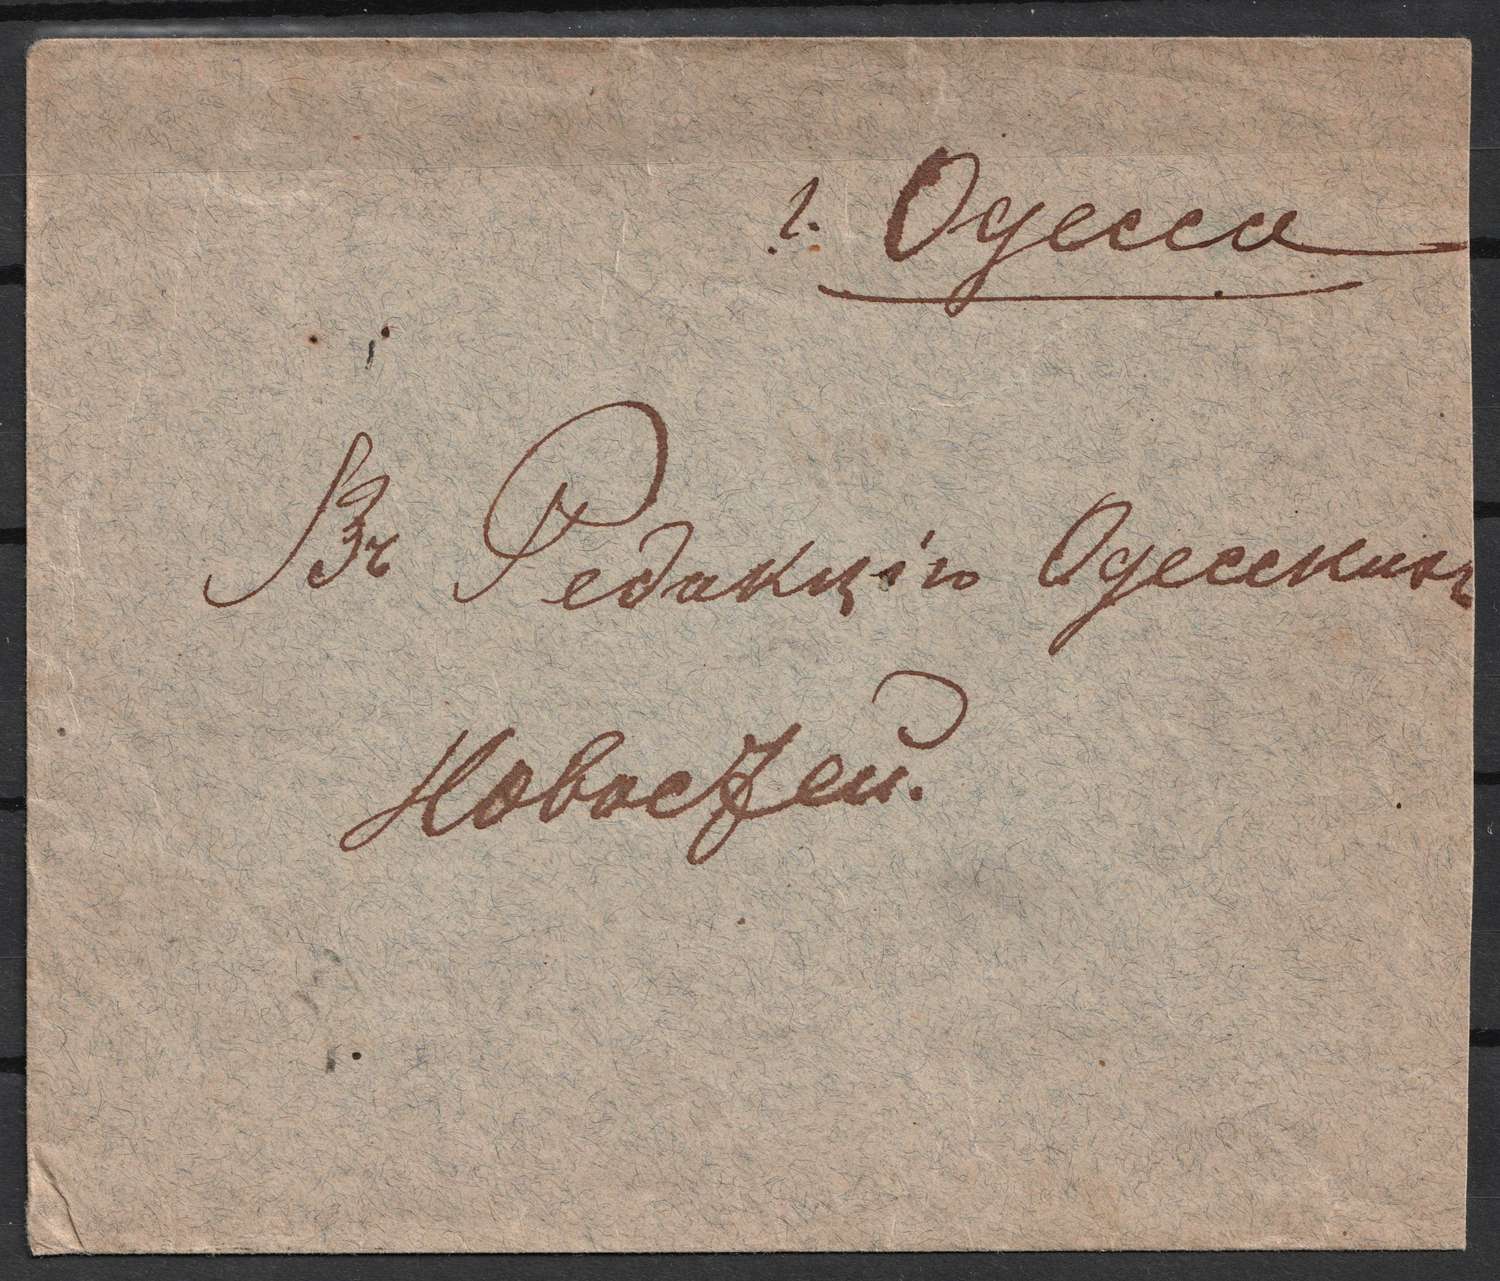 г. Одесса
Въ Редакцію Одесскихъ
Новостей.